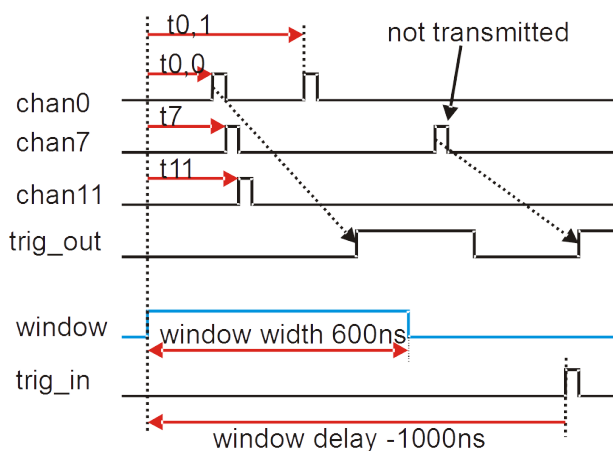 t0,1
not transmitted
t0,0
chan0
t7
chan7
t11
chan11
trig_out
window
window width 600ns
trig_in
window delay -1000ns